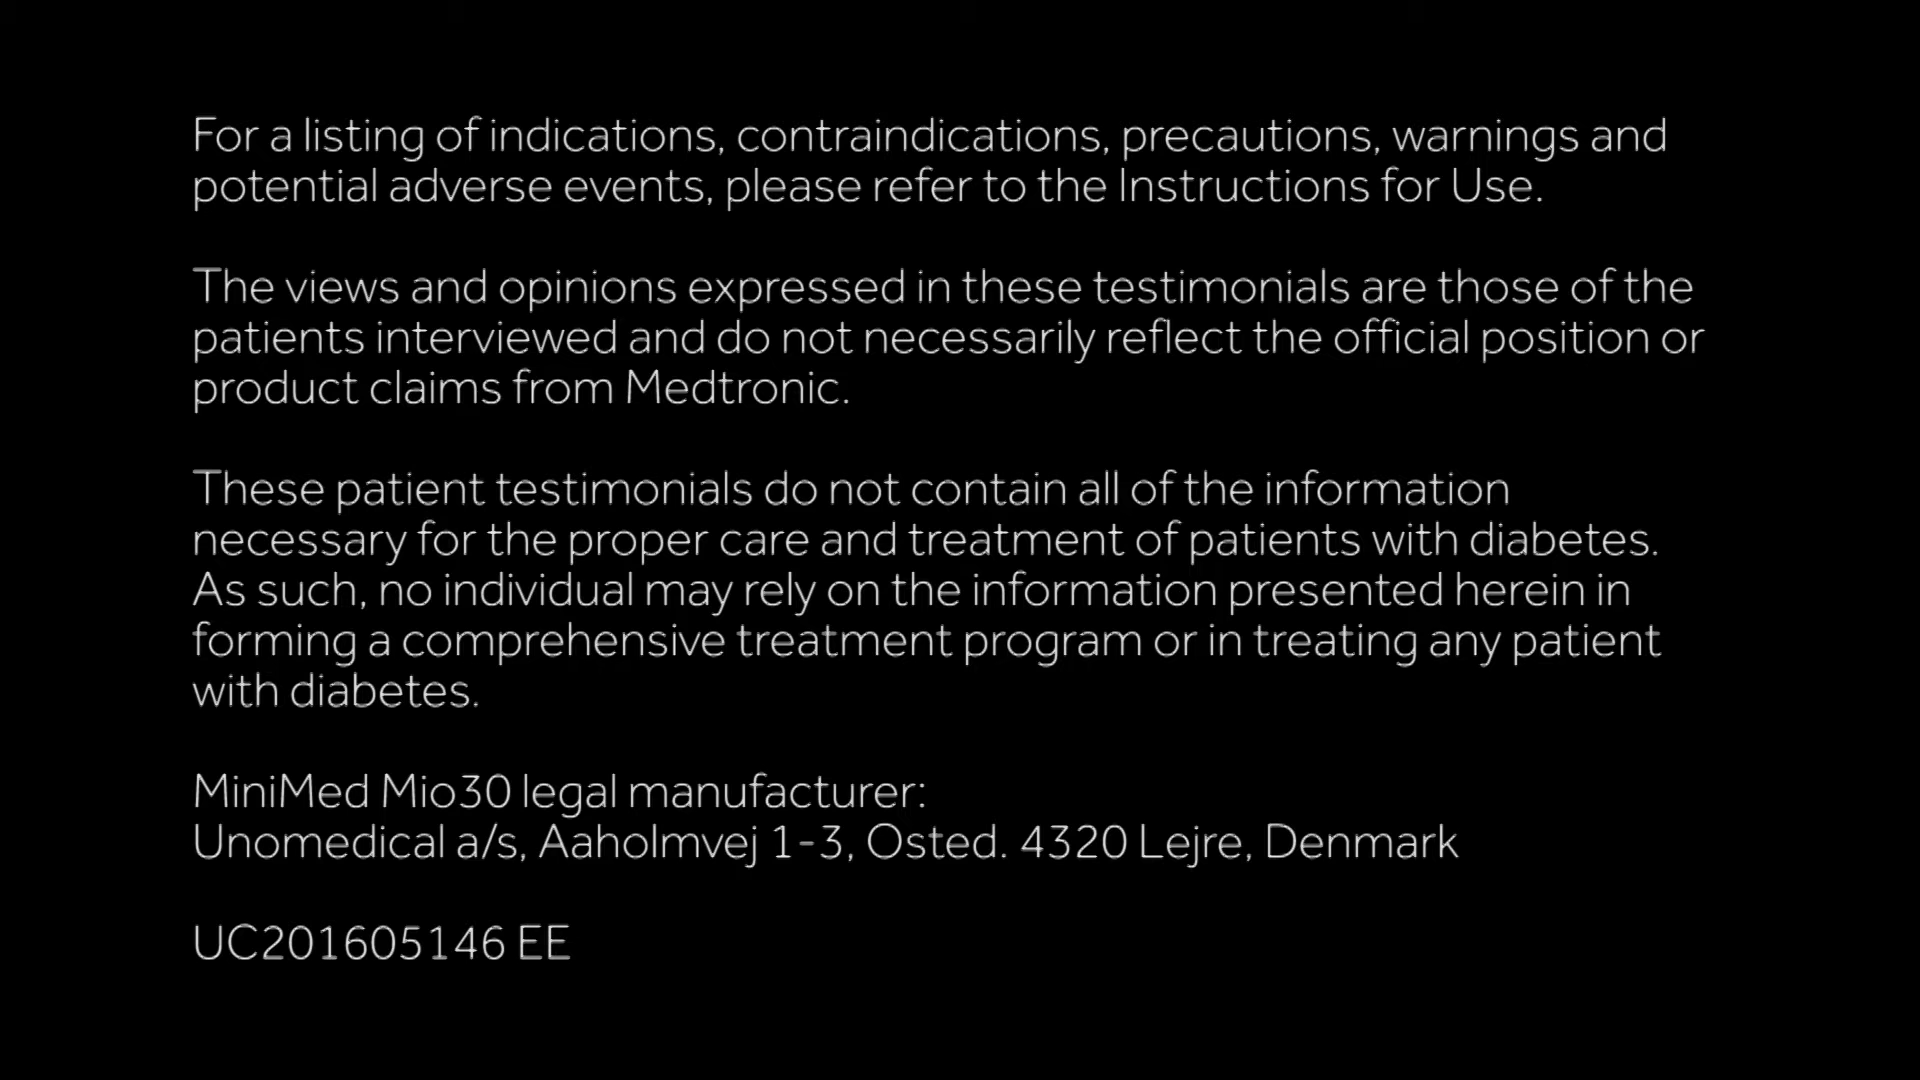 For a listing of indications, contraindications, precautions, warnings and
potential adverse events, please refer to the Instructions for Use.
The views and opinions expressed in these testimonials are those of the
patients interviewed and do not necessarily reflect the official position or
product claims from Medtronic.
These patient testimonials do not contain all of the information
necessary for the proper care and treatment of patients with diabetes.
As such, no individual may rely on the information presented herein in
forming a comprehensive treatment program or in treating any patient
with diabetes.
MiniMed Mio30 legal manufacturer:
Unomedical a/s, Aaholmvej 1-3, Osted. 4320 Lejre, Denmark
UC201605146 EE